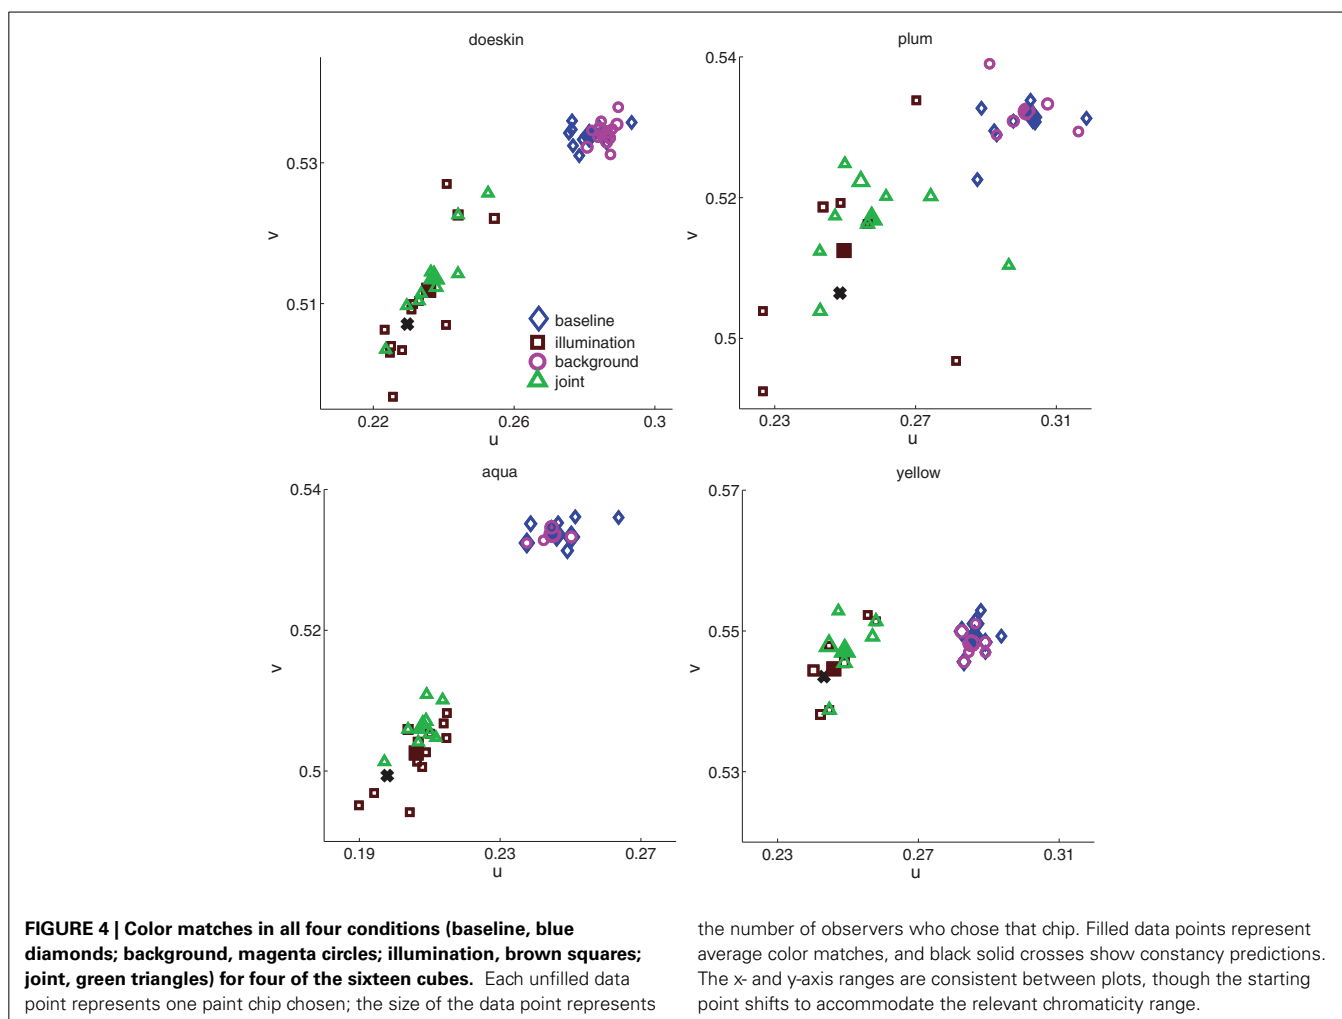 doeskin
0.53
0.51
v
0.22
0.26
0.3
u
baseline
illumination
background
joint
plum
0.54
0.52
0.5
v
0.23
0.27
0.31
u
aqua
0.54
0.52
0.5
v
0.19
0.23
0.27
u
yellow
0.57
0.55
0.53
v
0.23
0.27
0.31
u
FIGURE 4 | Color matches in all four conditions (baseline, blue
diamonds; background, magenta circles; illumination, brown squares;
joint, green triangles) for four of the sixteen cubes. Each unfilled data
point represents one paint chip chosen; the size of the data point represents
the number of observers who chose that chip. Filled data points represent
average color matches, and black solid crosses show constancy predictions.
The x- and y-axis ranges are consistent between plots, though the starting
point shifts to accommodate the relevant chromaticity range.